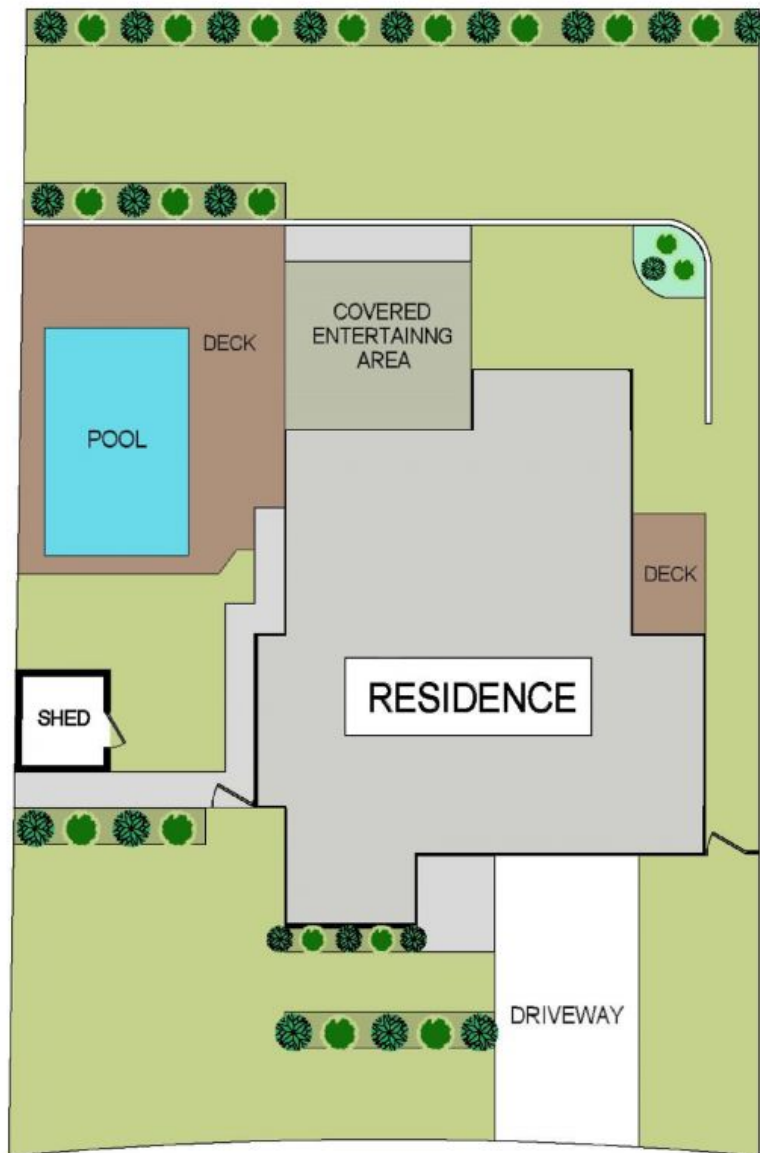 COVERED
ENTERTAINNG
AREA
DECK
POOL
DECK
RESIDENCE
SHED
DRIVEWAY